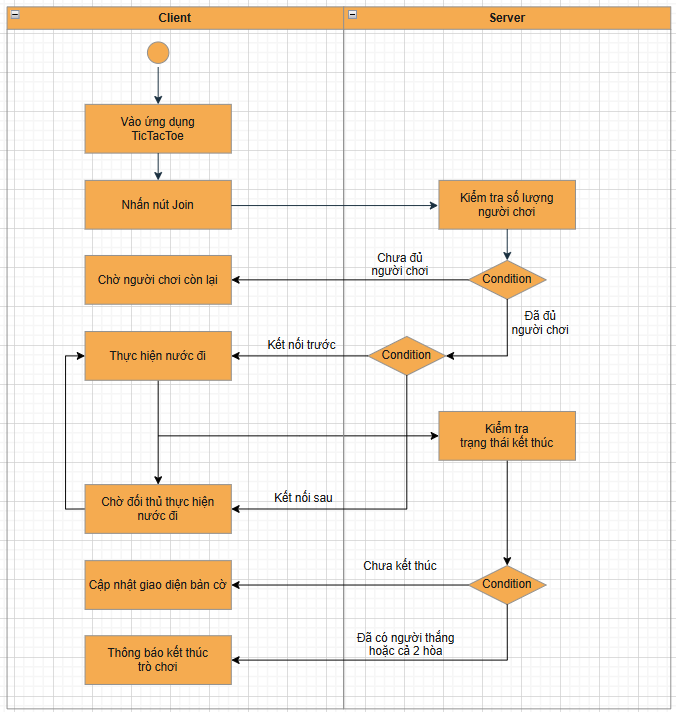 Client
Server
Vào ứng dụng
TicTacToe
Nhấn nút Join
Kiểm tra số lượng
người chơi
Chưa đủ
người chơi
Condition
Chờ người chơi còn lại
Đã đủ
người chơi
Kết nối trước
Condition
Thực hiện nước đi
Kiểm tra
trạng thái kết thúc
Kết nối sau
Chờ đối thủ thực hiện
nước đi
Chưa kết thúc
Condition
Cập nhật giao diện bàn cờ
Đã có người thắng
hoặc cả 2 hòa
Thông báo kết thúc
trò chơi